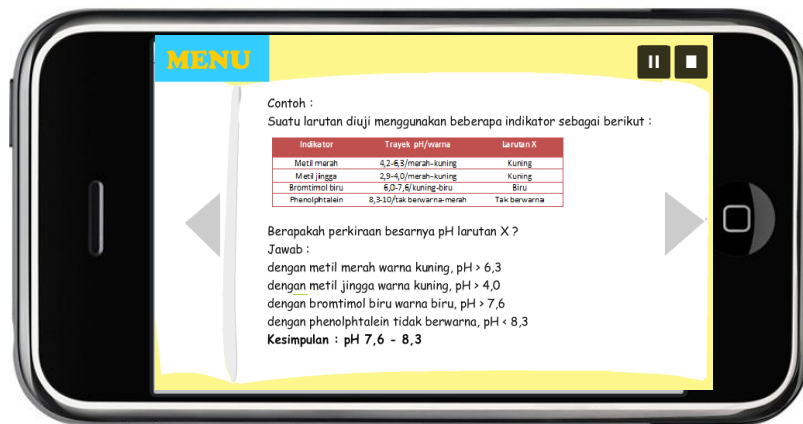 MENU
Contoh :
Suatu larutan diuji menggunakan beberapa indikator sebagai berikut :
Indikator Trayek pH/warna Larutan X
Metil merah 4,2-6,3/merah-kuning Kuning
Metil jingga 2,9-4,0/merah-kuning Kuning
Bromtimol biru 6,0-7,6/kuning-biru Biru
Phenolphtalein 8,3-10/tak berwarna-merah Tak berwarna
Berapakah perkiraan besarnya pH larutan X ?
Jawab :
dengan metil merah warna kuning, pH > 6,3
dengan metil jingga warna kuning, pH > 4,0
dengan bromtimol biru warna biru, pH > 7,6
dengan phenolphtalein tidak berwarna, pH < 8,3
Kesimpulan : pH 7,6 - 8,3